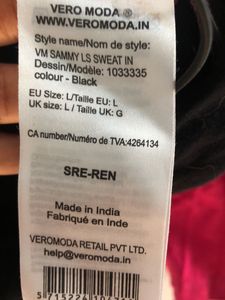 VERO MODA®
WWW.VEROMODA.IN
Style name/Nom de style:
VM SAMMY LS SWEAT IN
Dessin/Modèle: 1033335
colour - Black
EU Size: L/Taille EU: L
UK size: L / Taille UK: G
CA number/Numéro de TVA:4264134
SRE-REN
Made in India
Fabriqué en Inde
VEROMODA RETAIL PVT LTD.
help@veromoda.in